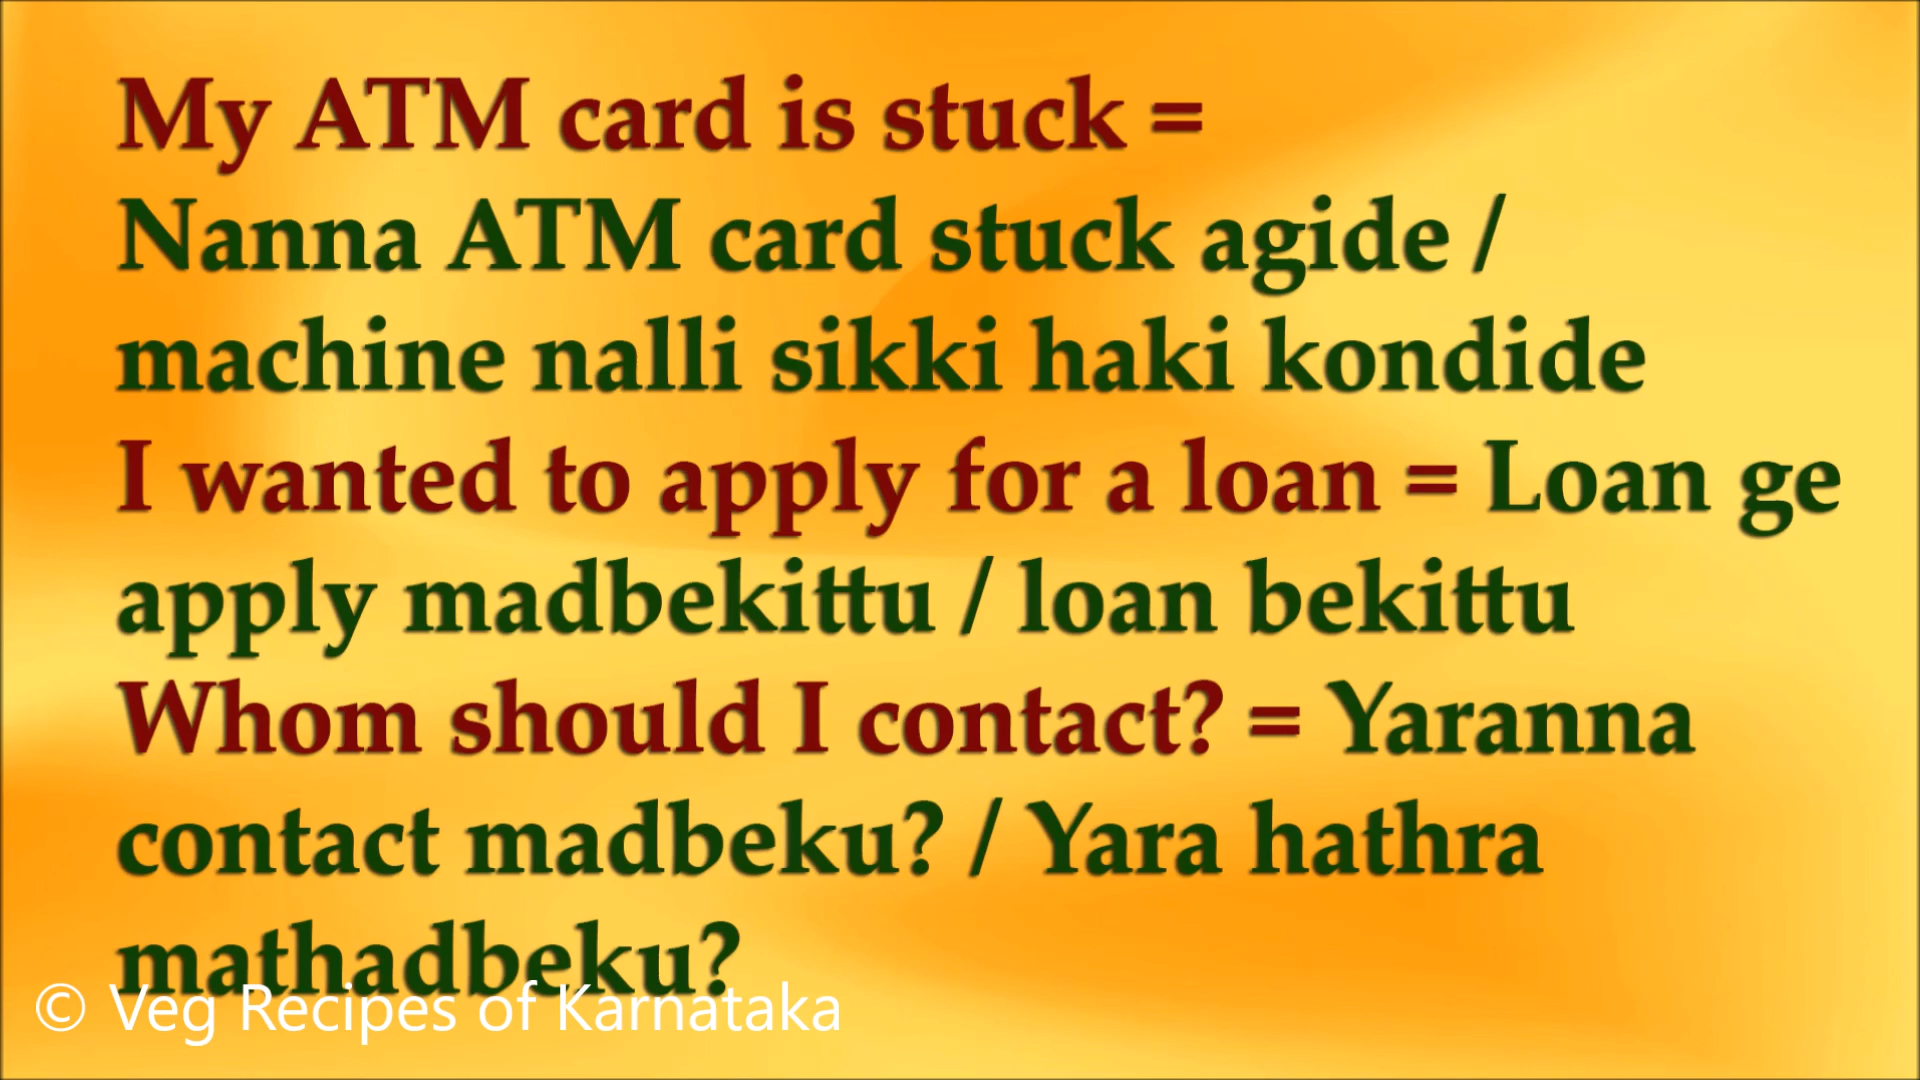 My ATM card is stuck =
Nanna ATM card stuck agide /
machine nalli sikki haki kondide
I wanted to apply for a loan = Loan ge
apply madbekittu / loan bekittu
Whom should I contact? = Yaranna
contact madbeku? / Yara hathra
mathadbeku?
© Veg Recipes of Karnataka